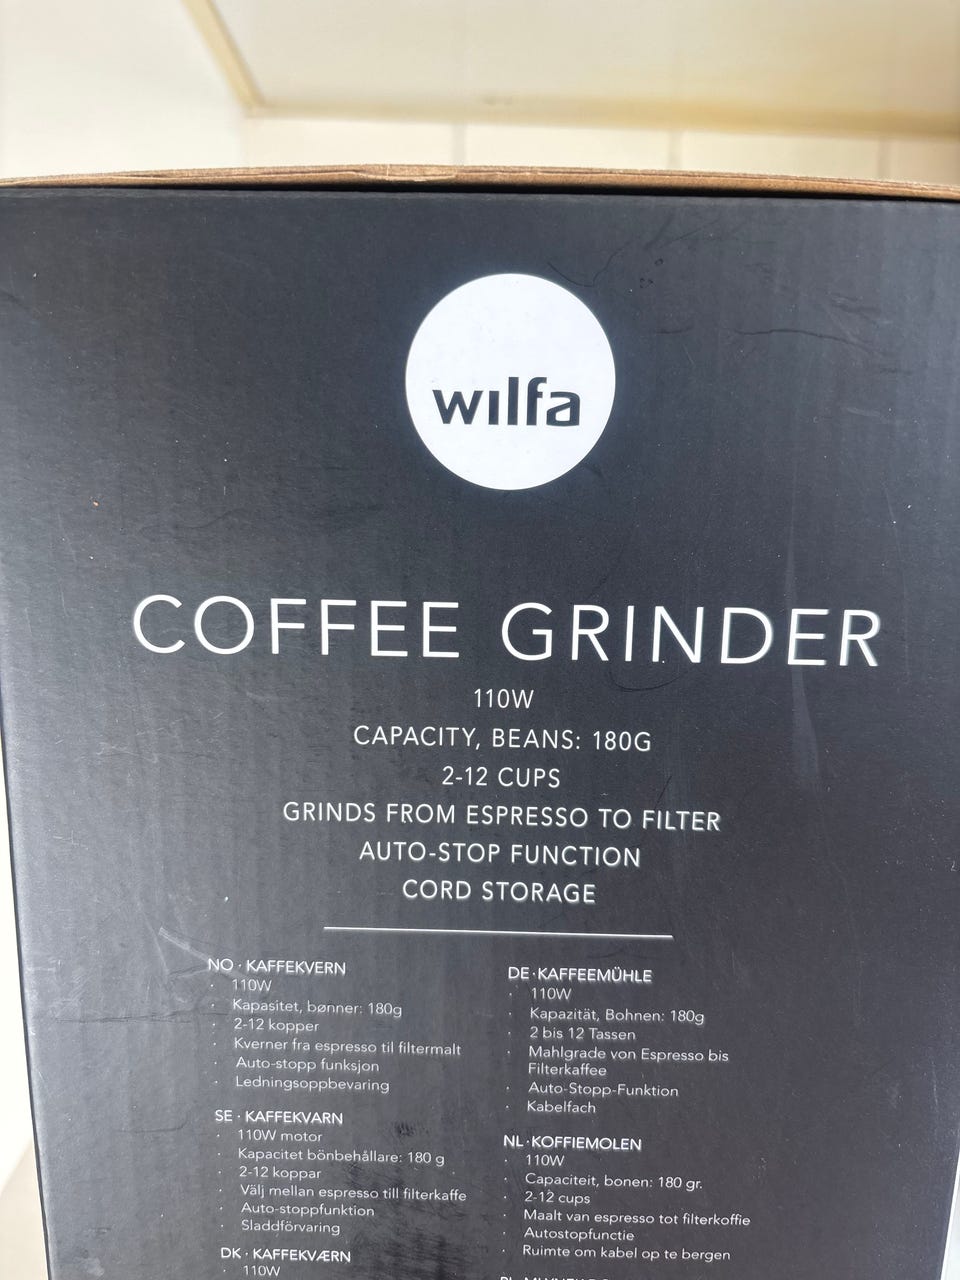 wilfa
COFFEE GRINDER
110W
CAPACITY, BEANS: 180G
2-12 CUPS
GRINDS FROM ESPRESSO TO FILTER
AUTO-STOP FUNCTION
CORD STORAGE
NO · KAFFEKVERN
· 110W
· Kapasitet, bønner: 180g
· 2-12 kopper
· Kverner fra espresso til filtermalt
· Auto-stopp funksjon
· Ledningsoppbevaring
SE · KAFFEKVARN
· 110W motor
· Kapacitet bönbehållare: 180 g
· 2-12 koppar
· Välj mellan espresso till filterkaffe
· Auto-stoppfunktion
· Sladdförvaring
DK · KAFFEKVÆRN
· 110W
DE · KAFFEEMÜHLE
· 110W
· Kapazität, Bohnen: 180g
· 2 bis 12 Tassen
· Mahlgrade von Espresso bis
Filterkaffee
· Auto-Stopp-Funktion
· Kabelfach
NL · KOFFIEMOLEN
· 110W
· Capaciteit, bonen: 180 gr.
· 2-12 cups
· Maalt van espresso tot filterkoffie
· Autostopfunctie
· Ruimte om kabel op te bergen